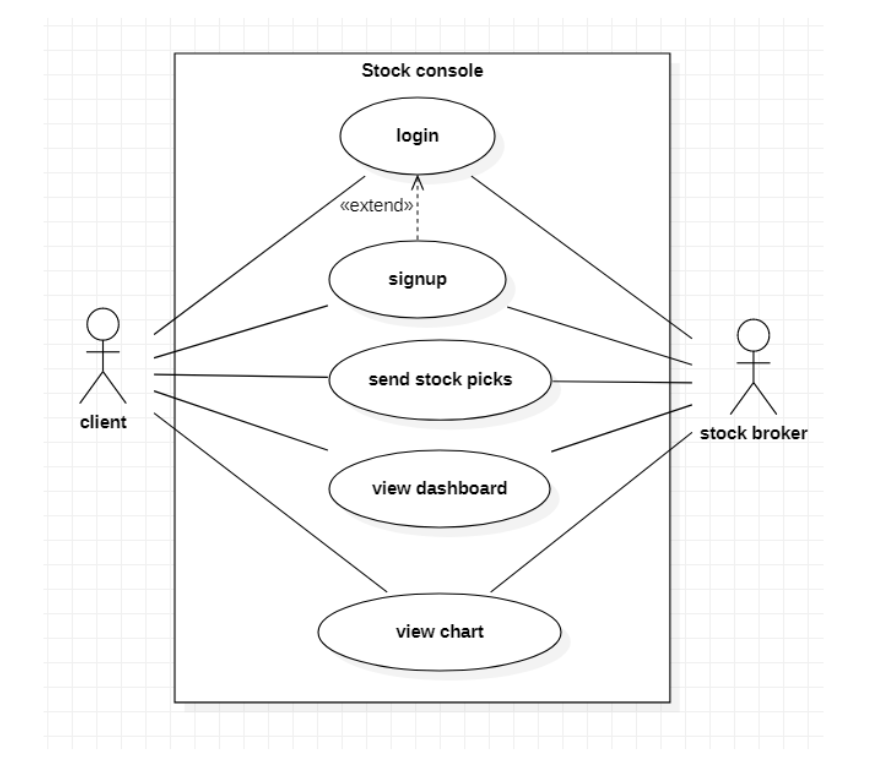 Stock console
login
«extend»
signup
send stock picks
client
stock broker
view dashboard
view chart